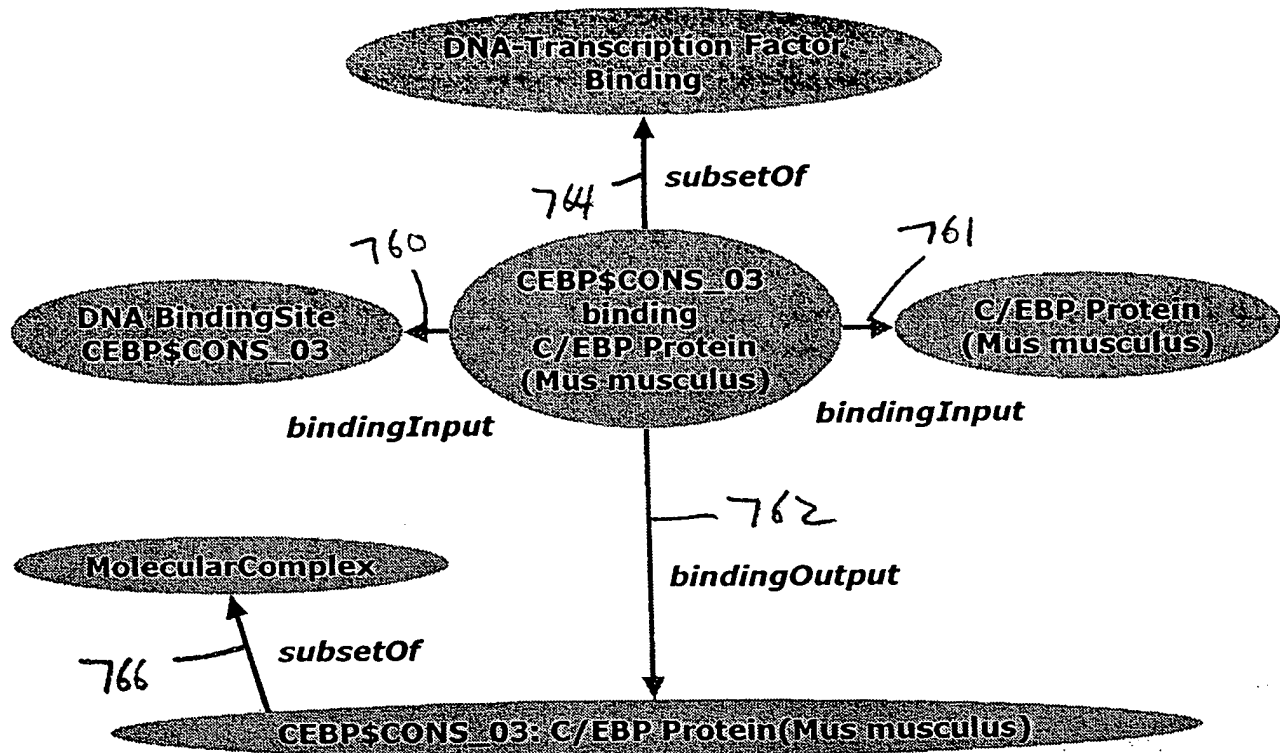 DNA-Transcription Factor
Binding
764
subsetOf
760
761
CEBP$CONS_03
binding
C/EBP Protein
(Mus musculus)
DNA BindingSite
CEBP$CONS_03
C/EBP Protein
(Mus musculus)
bindingInput
bindingInput
762
MolecularComplex
bindingOutput
766
subsetOf
CEBP$CONS_03: C/EBP Protein(Mus musculus)